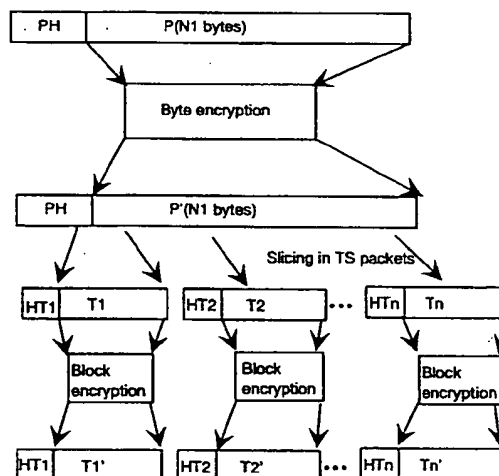 PH P(N1 bytes)
Byte encryption
PH P'(N1 bytes)
Slicing in TS packets
HT1 T1 HT2 T2 ••• HTn Tn
Block encryption Block encryption Block encryption
HT1 T1' HT2 T2' ••• HTn Tn'